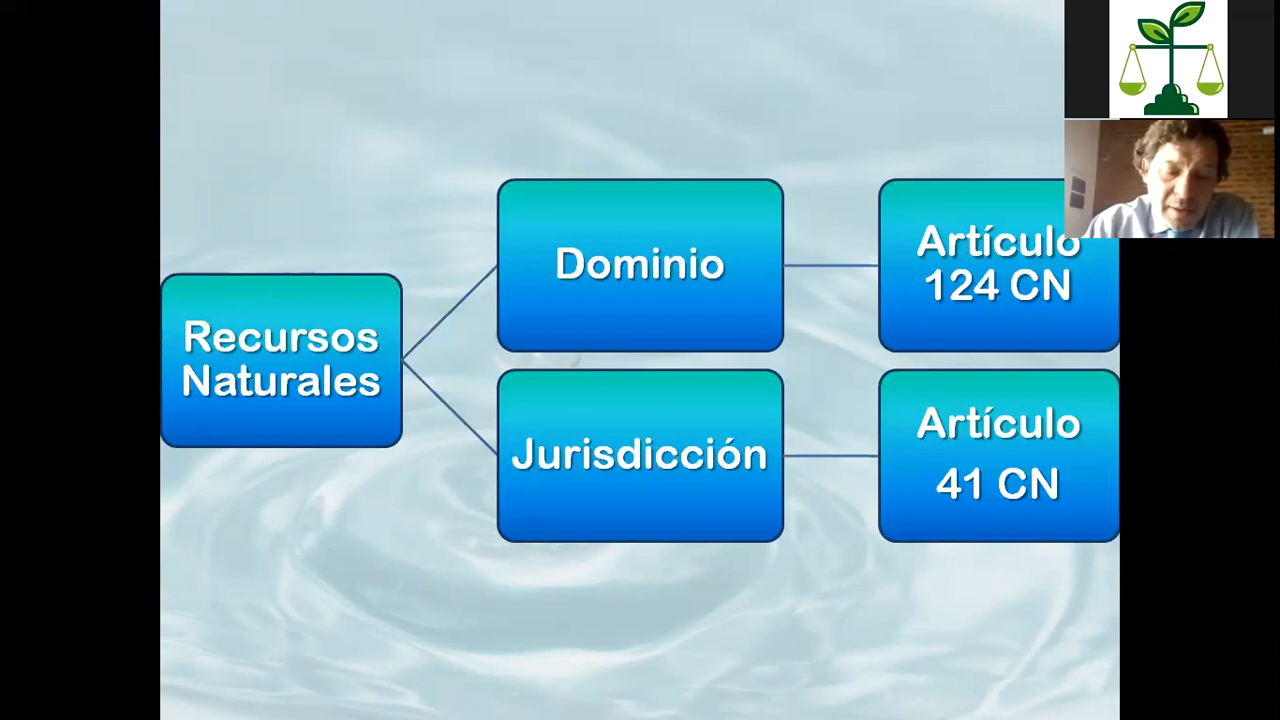 Recursos
Naturales
Dominio
Artículo
124 CN
Jurisdicción
Artículo
41 CN